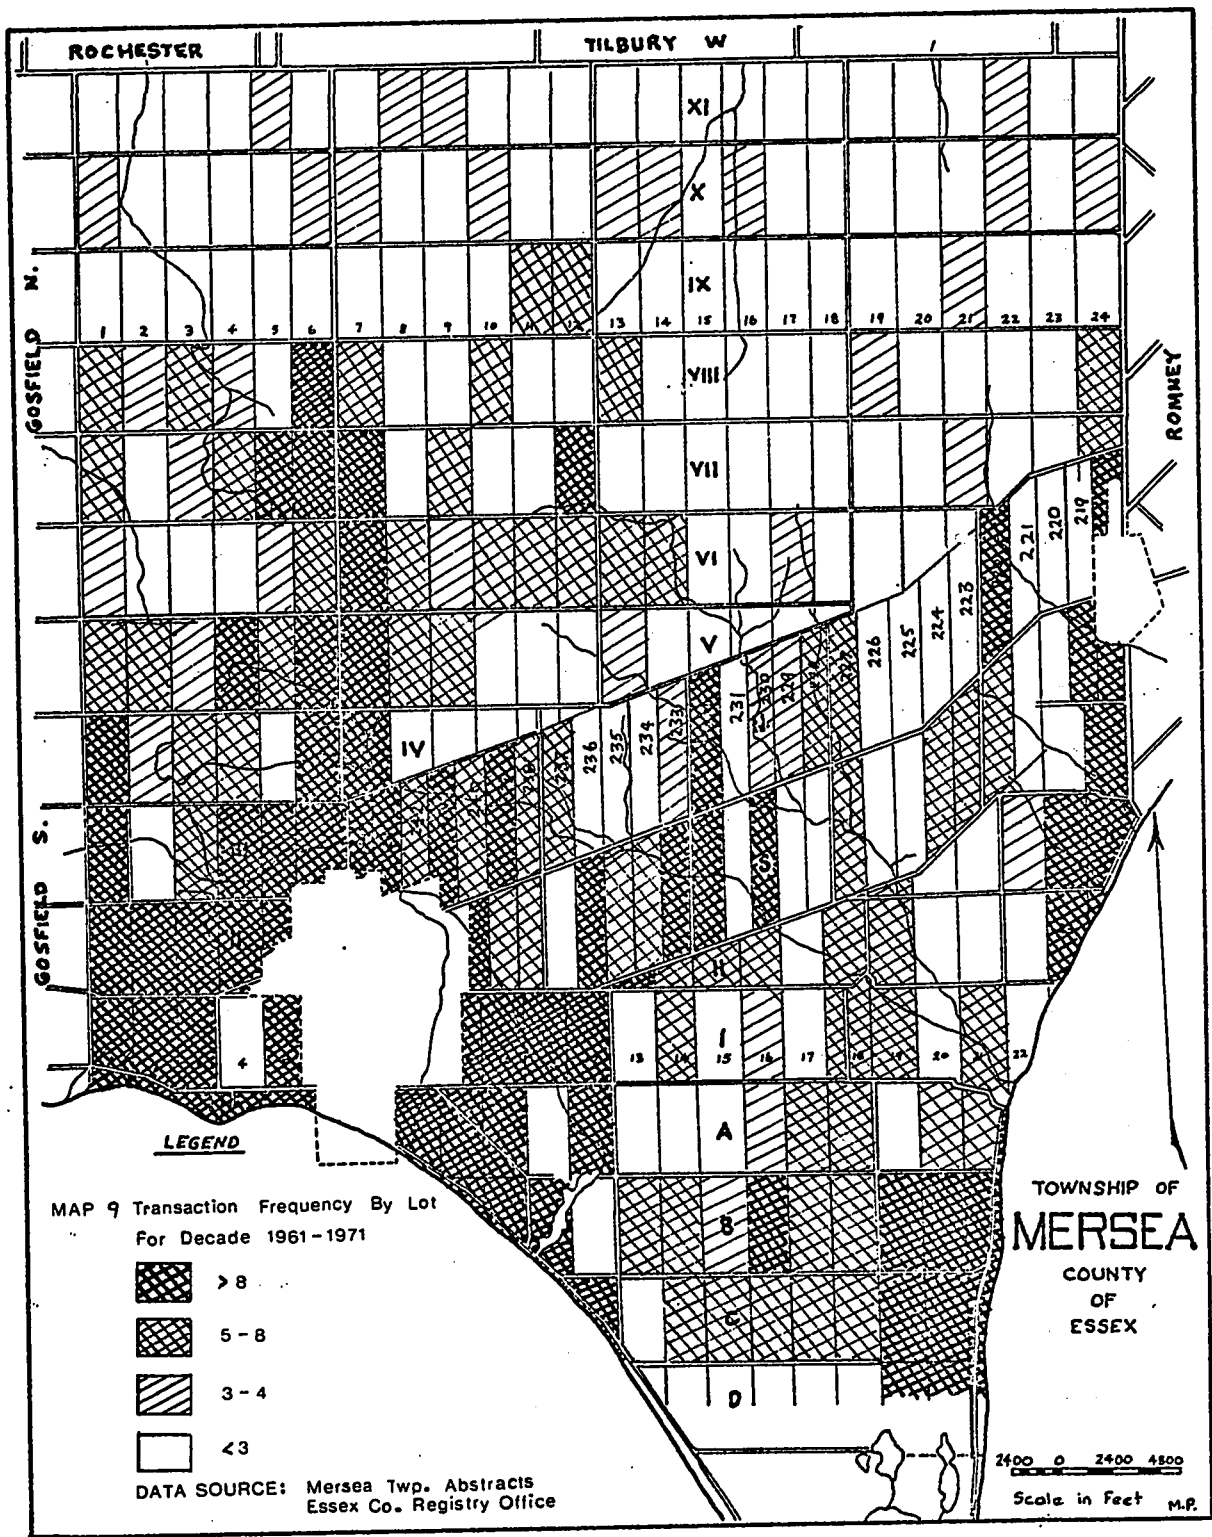 ROCHESTER
TILBURY W
XI
X
IX
1 2 3 4 5 6 7 8 9 10 11 12 13 14 15 16 17 18 19 20 21 22 23 24
GOSFIELD N.
VIII
ROMNEY
VII
VI
221 220 219
V
226 225 224 223
IV
236 235 234 233 231 230 229 227
GOSFIELD S.
S
II
I
4
13 14 15 16 17 18 19 20 21 22
A
LEGEND
MAP 9 Transaction Frequency By Lot
For Decade 1961-1971
> 8
5 - 8
3 - 4
<3
DATA SOURCE: Mersea Twp. Abstracts
Essex Co. Registry Office
B
C
D
TOWNSHIP OF
MERSEA
COUNTY
OF
ESSEX
2400 0 2400 4800
Scale in Feet M.P.